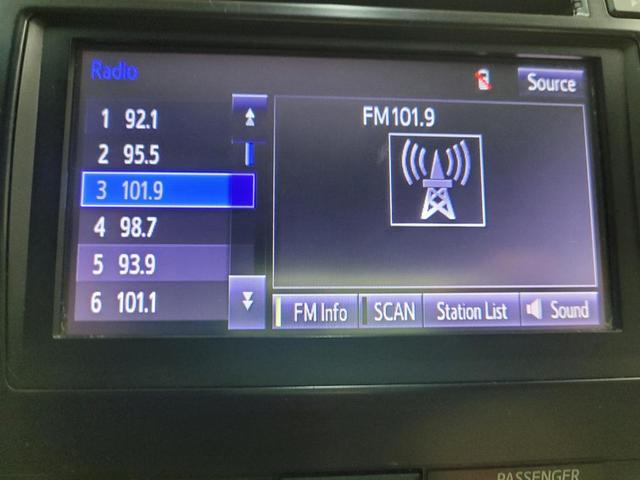 Radio
Source
1 92.1
2 95.5
3 101.9
4 98.7
5 93.9
6 101.1
FM101.9
FM Info
SCAN
Station List
Sound
PASSENGER